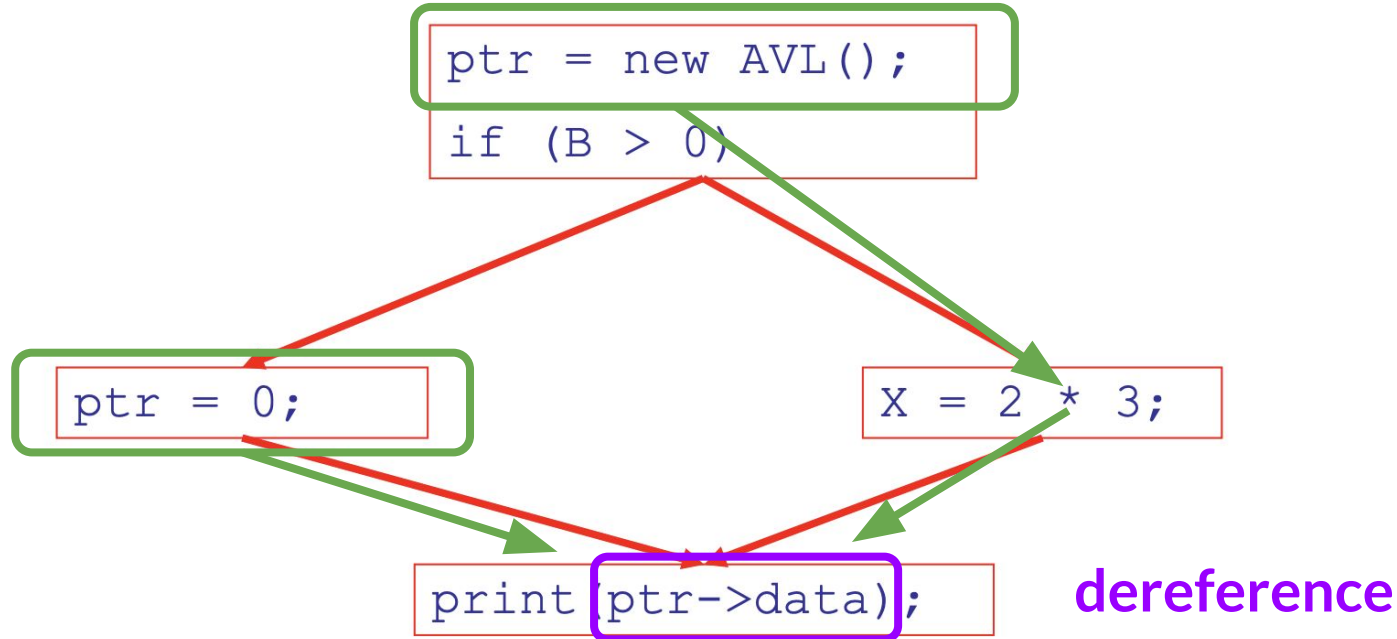 ptr = new AVL();
if (B > 0)
ptr = 0;
X = 2 * 3;
print(ptr->data);
dereference